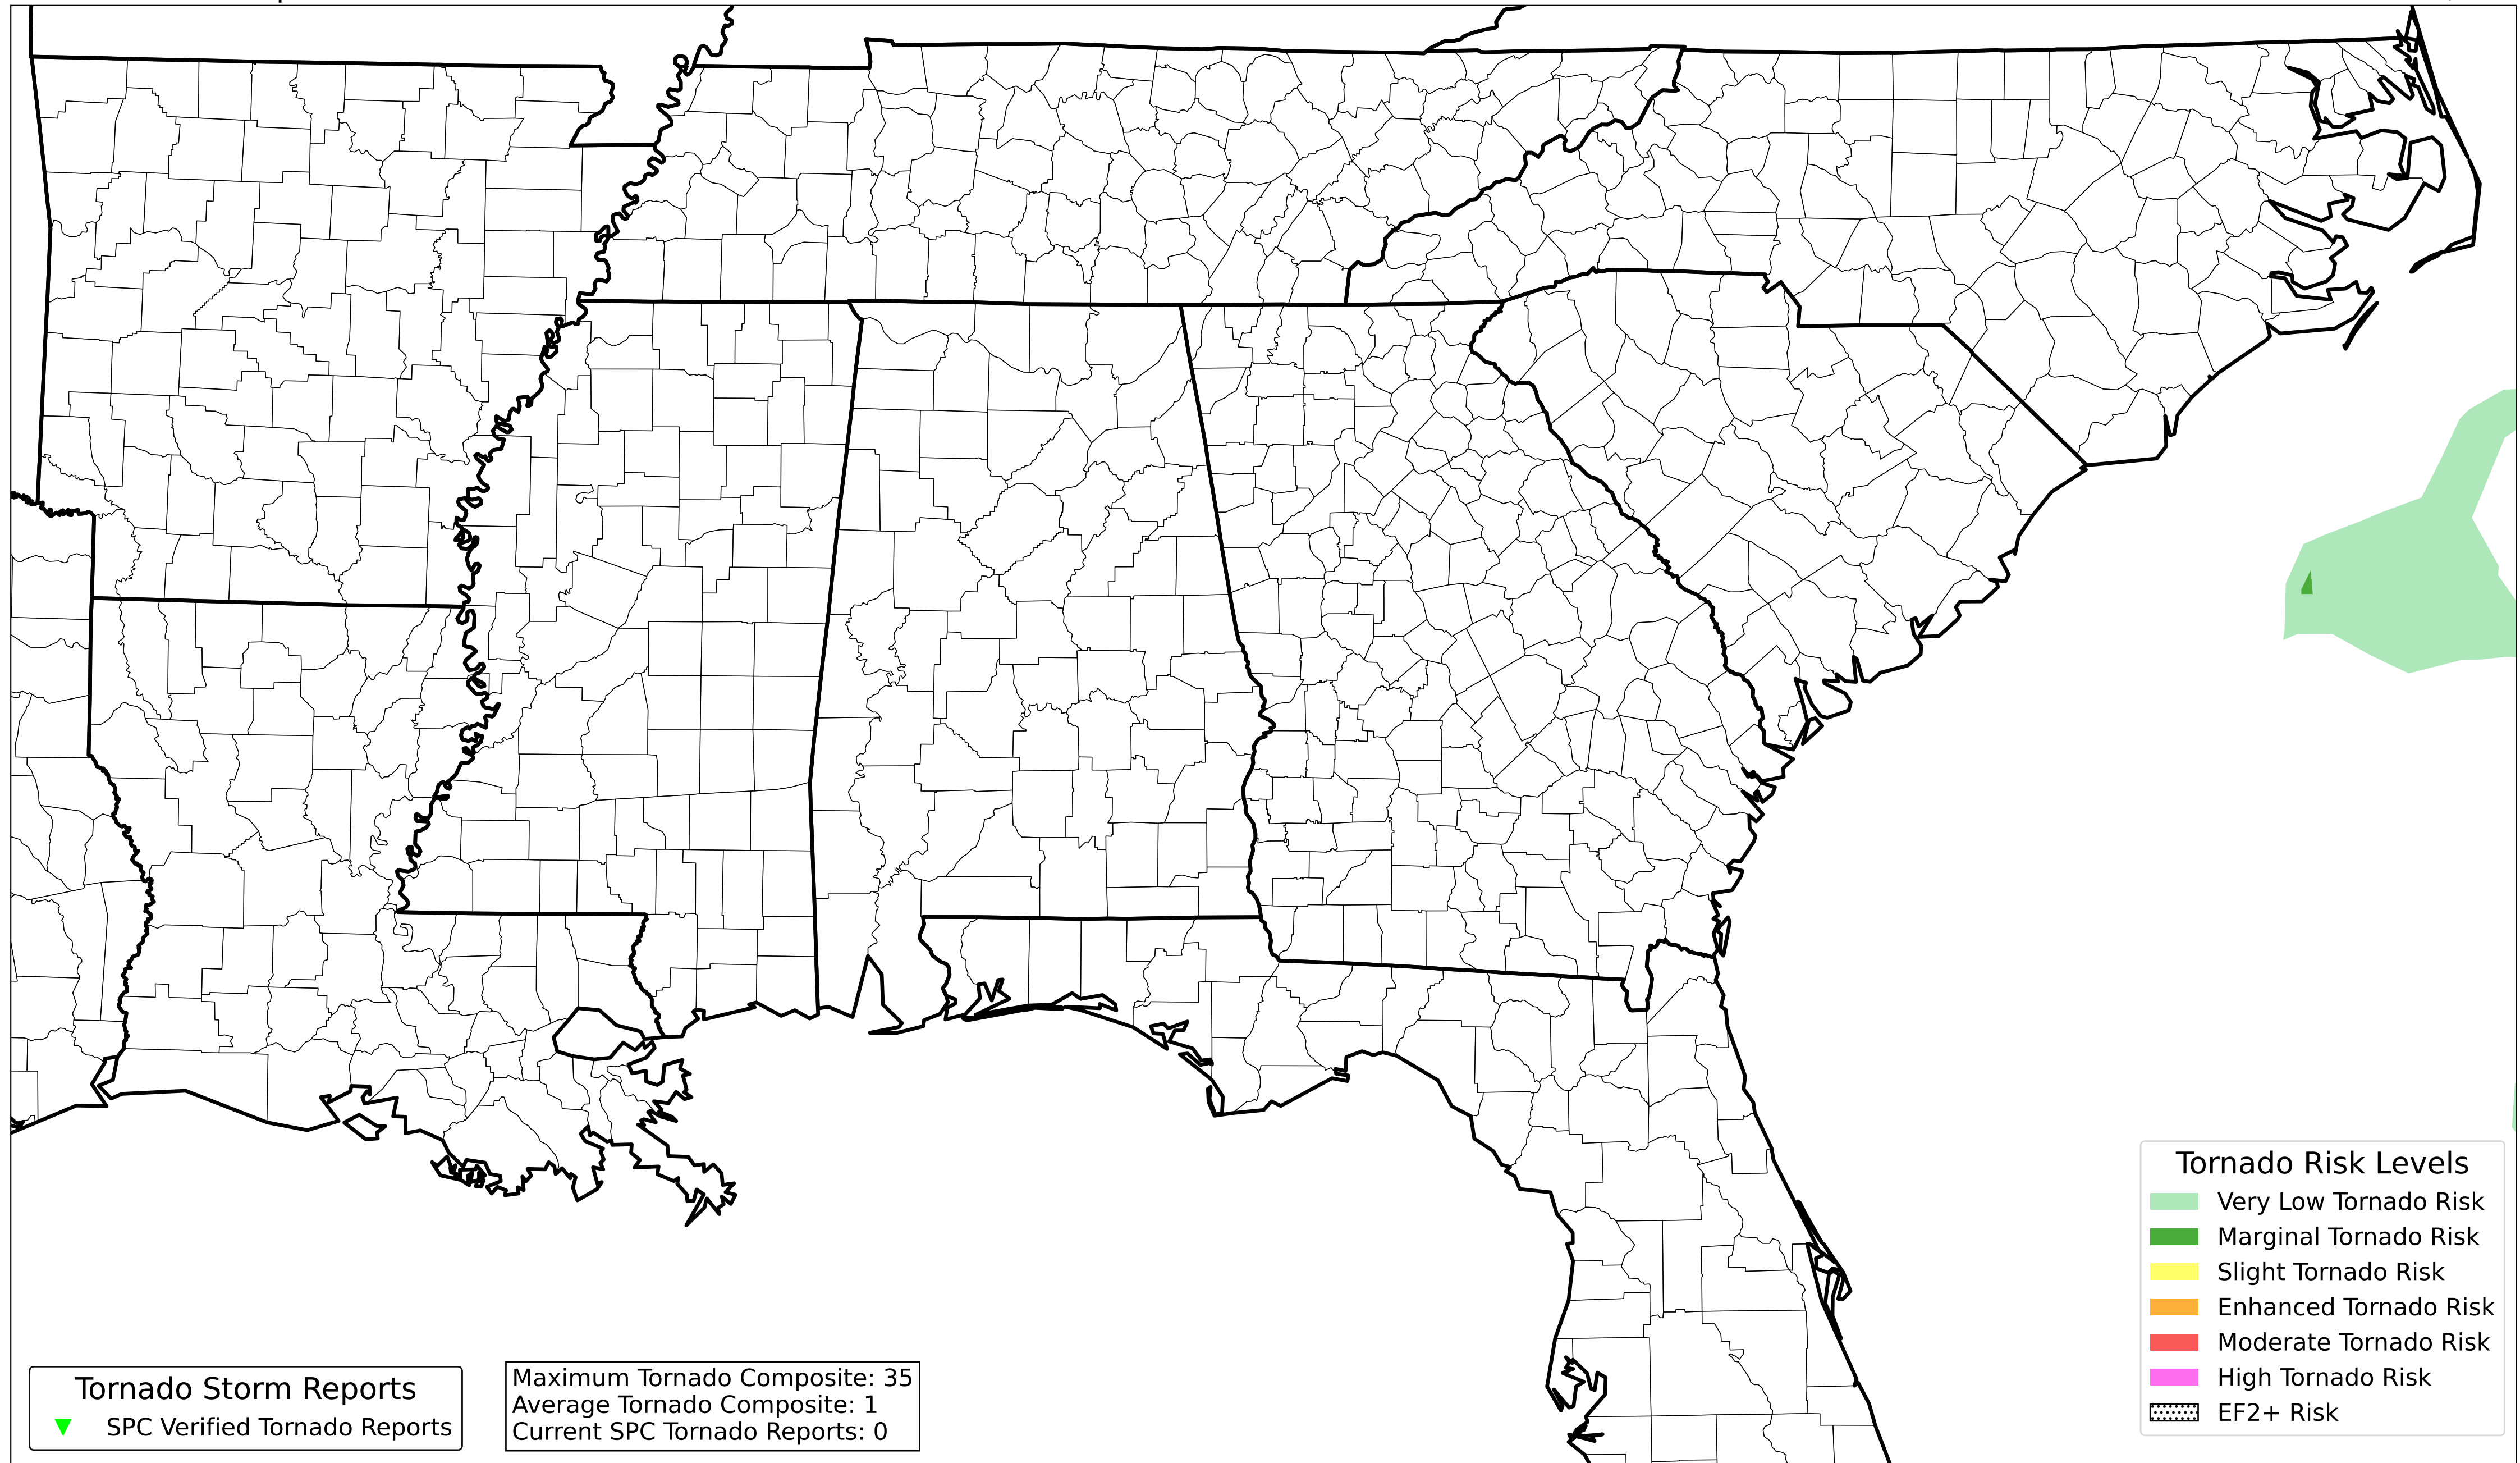 Tornado Risk Levels
Very Low Tornado Risk
Marginal Tornado Risk
Slight Tornado Risk
Enhanced Tornado Risk
Moderate Tornado Risk
High Tornado Risk
EF2+ Risk
Tornado Storm Reports
SPC Verified Tornado Reports
Maximum Tornado Composite: 35
Average Tornado Composite: 1
Current SPC Tornado Reports: 0